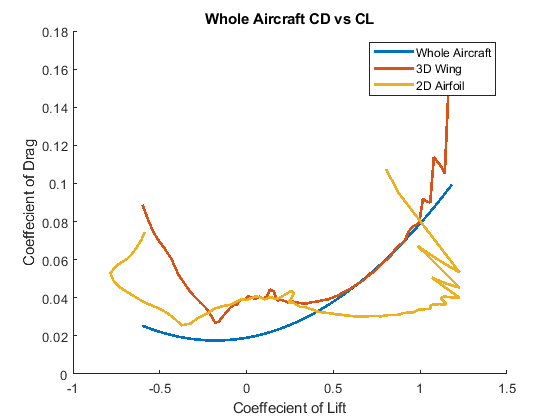 Whole Aircraft CD vs CL
0.18
0.16
0.14
0.12
0.1
0.08
0.06
0.04
0.02
0
Coeffecient of Drag
Whole Aircraft
3D Wing
2D Airfoil
-1
-0.5
0
0.5
1
1.5
Coeffecient of Lift